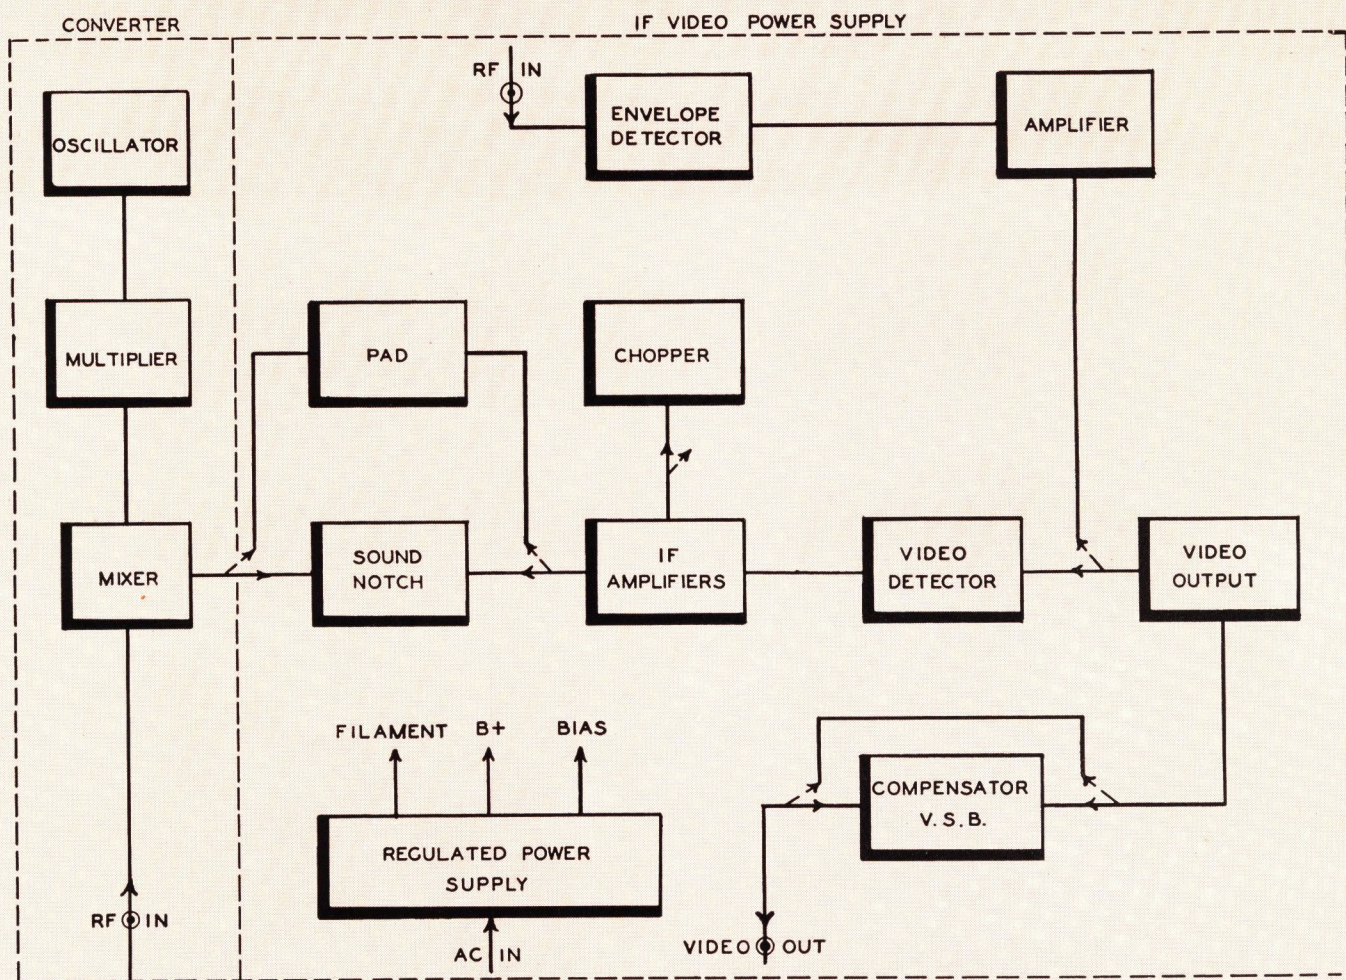 CONVERTER
IF VIDEO POWER SUPPLY
RF IN
OSCILLATOR
ENVELOPE
DETECTOR
AMPLIFIER
MULTIPLIER
PAD
CHOPPER
MIXER
SOUND
NOTCH
IF
AMPLIFIERS
VIDEO
DETECTOR
VIDEO
OUTPUT
FILAMENT
B+
BIAS
COMPENSATOR
V.S.B.
REGULATED POWER
SUPPLY
RF IN
AC IN
VIDEO OUT